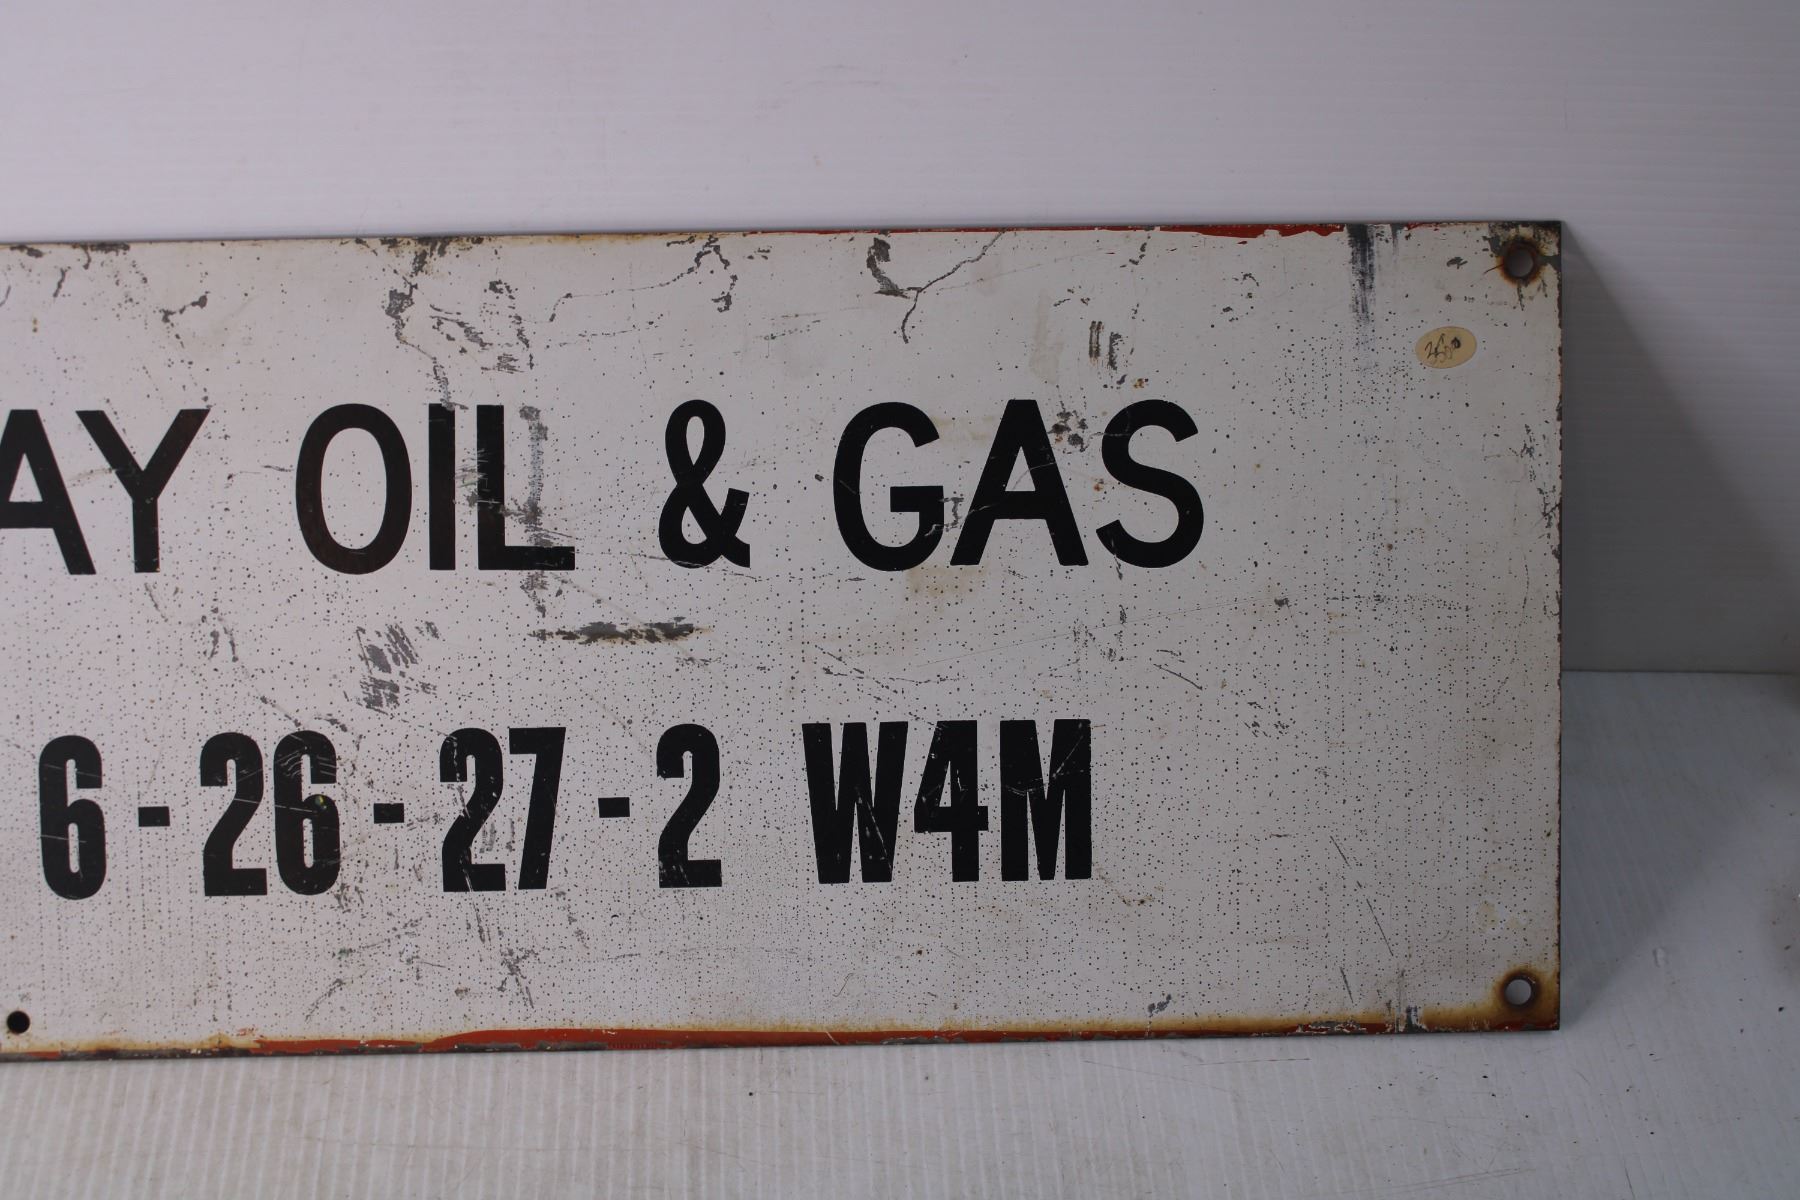 AY OIL & GAS
6-26-27-2 W4M